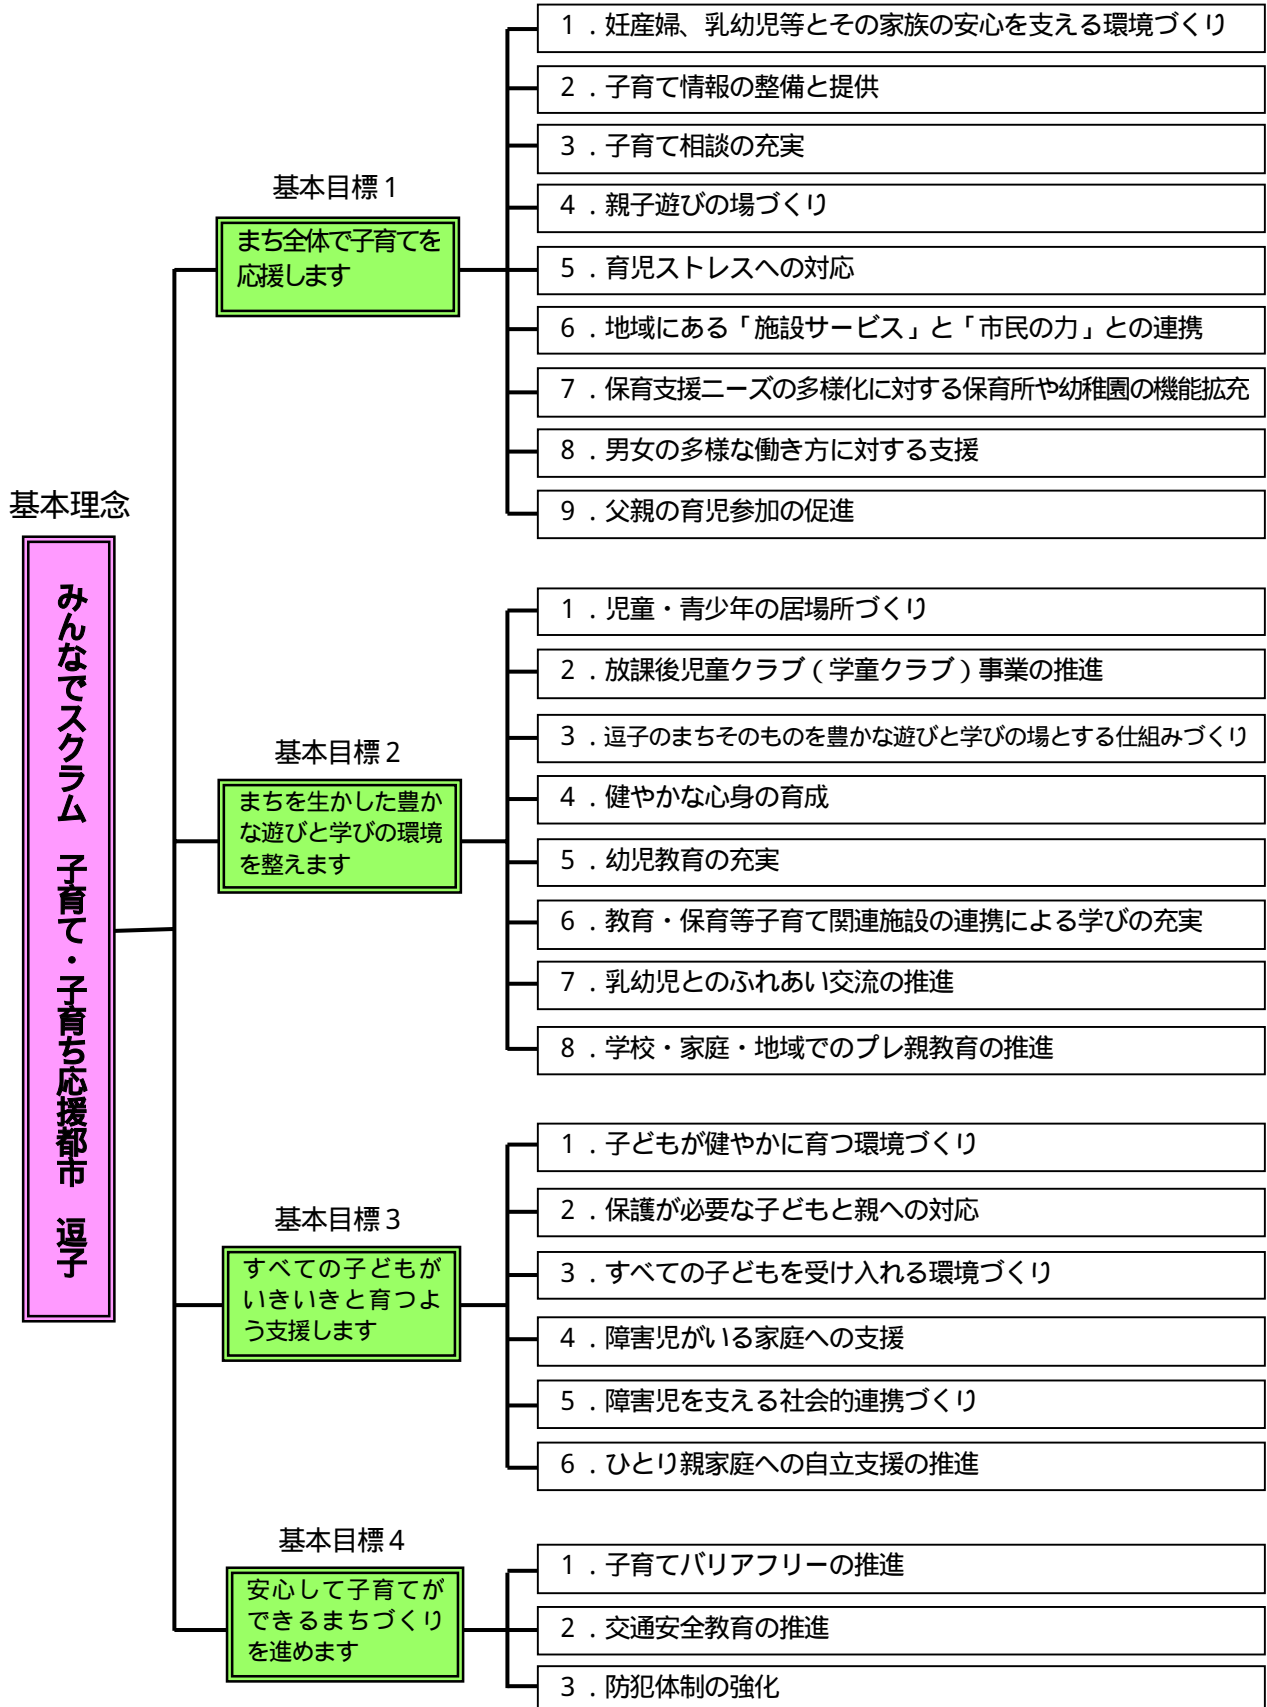 基本理念
みんなでスクラム　子育て・子育ち応援都市　逗子
基本目標１
まち全体で子育てを
応援します
１．妊産婦、乳幼児等とその家族の安心を支える環境づくり
２．子育て情報の整備と提供
３．子育て相談の充実
４．親子遊びの場づくり
５．育児ストレスへの対応
６．地域にある「施設サービス」と「市民の力」との連携
７．保育支援ニーズの多様化に対する保育所や幼稚園の機能拡充
８．男女の多様な働き方に対する支援
９．父親の育児参加の促進
基本目標２
まちを生かした豊か
な遊びと学びの環境
を整えます
１．児童・青少年の居場所づくり
２．放課後児童クラブ（学童クラブ）事業の推進
３．逗子のまちそのものを豊かな遊びと学びの場とする仕組みづくり
４．健やかな心身の育成
５．幼児教育の充実
６．教育・保育等子育て関連施設の連携による学びの充実
７．乳幼児とのふれあい交流の推進
８．学校・家庭・地域でのプレ親教育の推進
基本目標３
すべての子どもが
いきいきと育つよ
う支援します
１．子どもが健やかに育つ環境づくり
２．保護が必要な子どもと親への対応
３．すべての子どもを受け入れる環境づくり
４．障害児がいる家庭への支援
５．障害児を支える社会的連携づくり
６．ひとり親家庭への自立支援の推進
基本目標４
安心して子育てが
できるまちづくり
を進めます
１．子育てバリアフリーの推進
２．交通安全教育の推進
３．防犯体制の強化